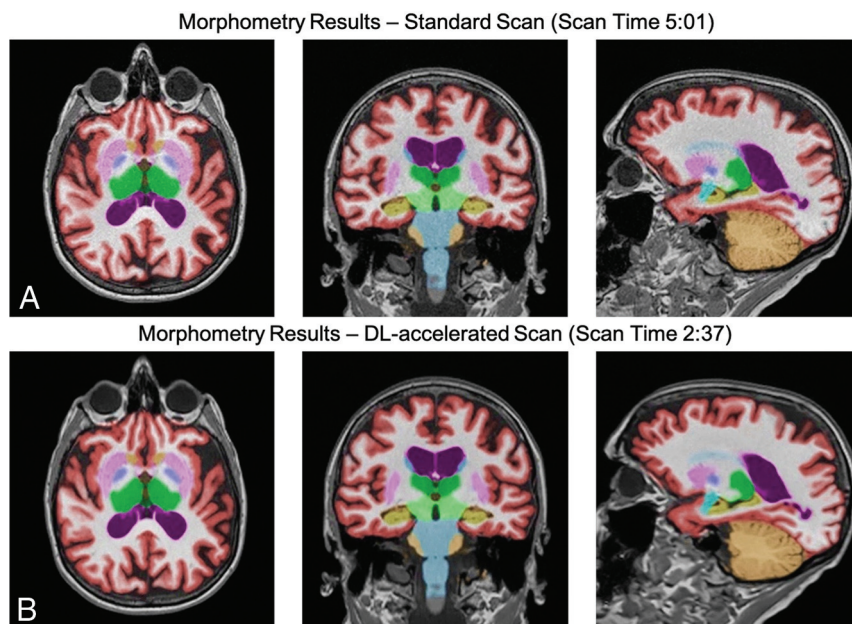 Morphometry Results – Standard Scan (Scan Time 5:01)
A
Morphometry Results – DL-accelerated Scan (Scan Time 2:37)
B